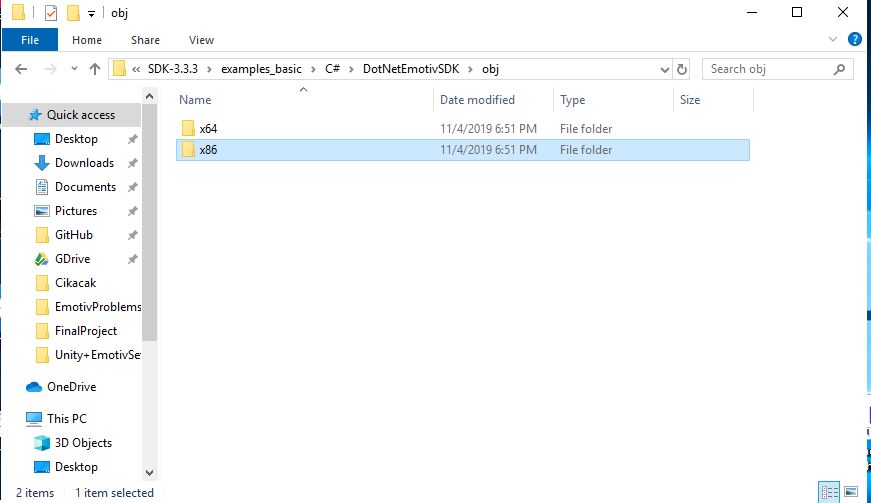 obj
File Home Share View
« SDK-3.3.3 > examples_basic > C# > DotNetEmotivSDK > obj
Search obj
Name Date modified Type Size
Quick access
x64 11/4/2019 6:51 PM File folder
Desktop
x86 11/4/2019 6:51 PM File folder
Downloads
Documents
Pictures
GitHub
GDrive
Cikacak
EmotivProblems
FinalProject
Unity+EmotivSe
OneDrive
This PC
3D Objects
Desktop
2 items 1 item selected